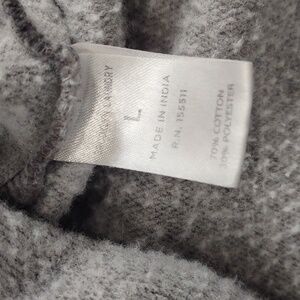 LAUNDRY
L
MADE IN INDIA
R.N. 155511
70% COTTON
30% POLYESTER